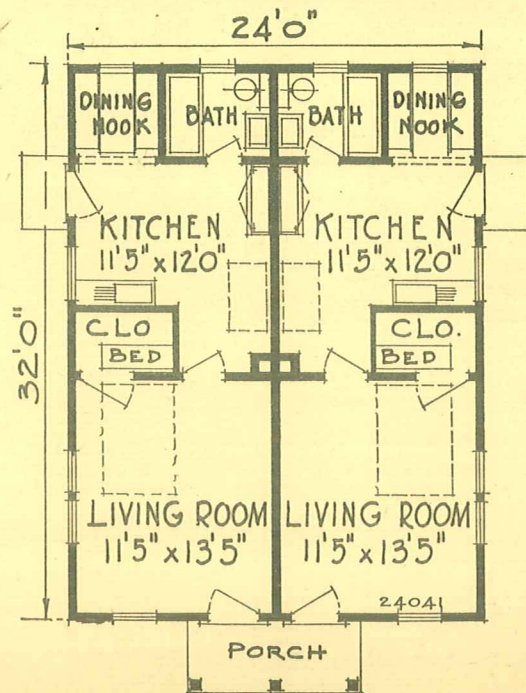 24'0"
DINING NOOK
BATH
BATH
DINING NOOK
KITCHEN
11'5" x 12'0"
KITCHEN
11'5" x 12'0"
32'0"
CLO
BED
CLO.
BED
LIVING ROOM
11'5" x 13'5"
LIVING ROOM
11'5" x 13'5"
24041
PORCH